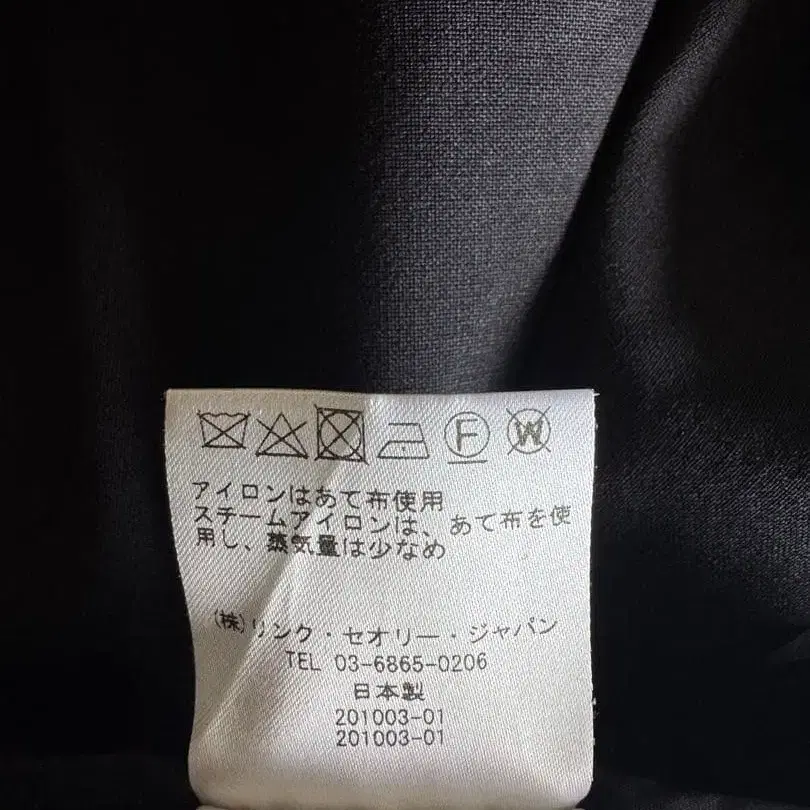 F W
アイロンはあて布使用
スチームアイロンは、あて布を使
用し、蒸気量は少なめ
(株)リンク・セオリー・ジャパン
TEL 03-6865-0206
日本製
201003-01
201003-01